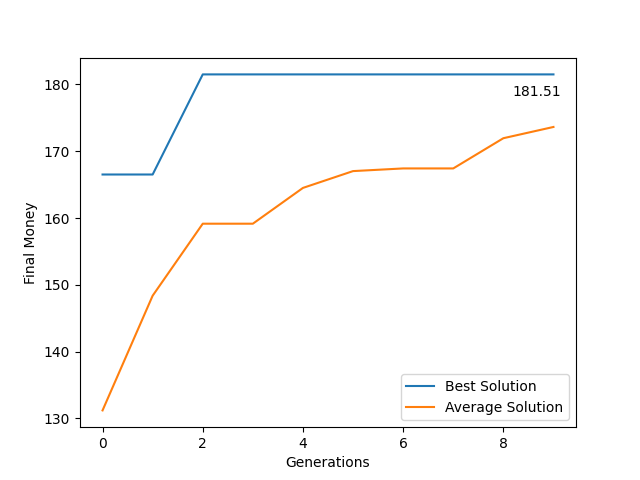 180
170
160
150
140
130
Final Money
181.51
Best Solution
Average Solution
0 2 4 6 8
Generations